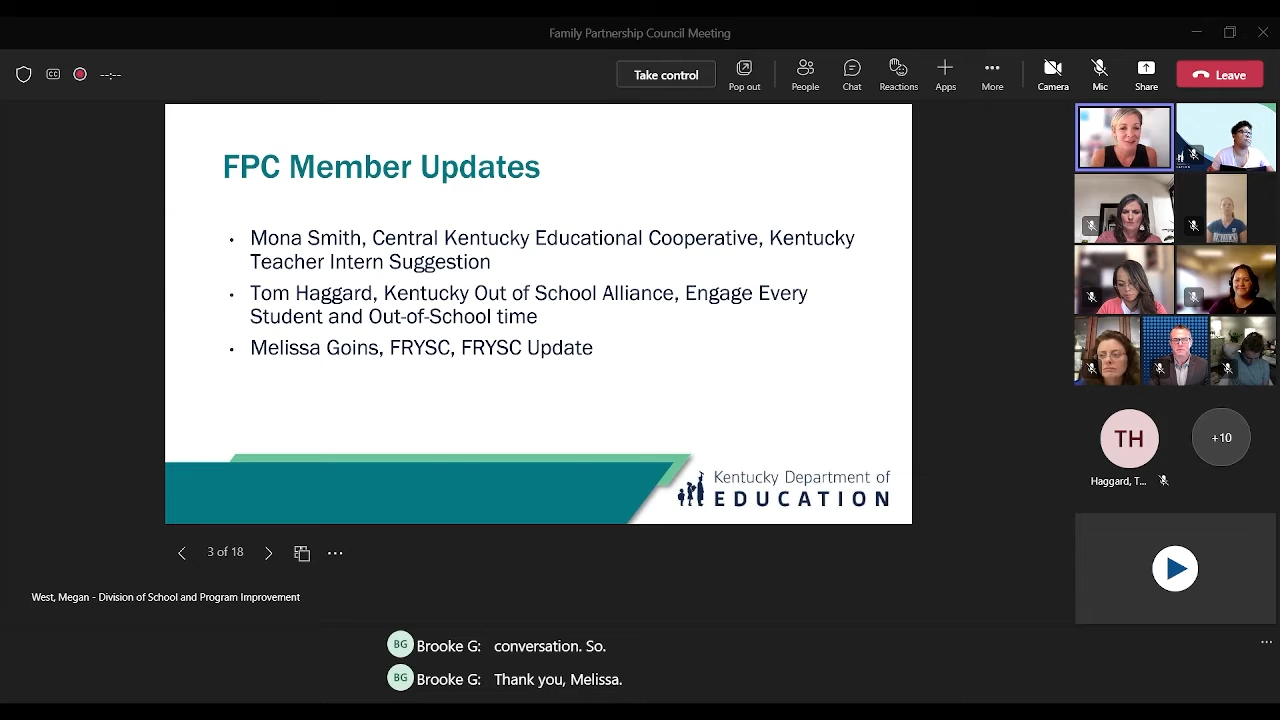 Family Partnership Council Meeting
CC
--:--
Take control
Pop out
People
Chat
Reactions
Apps
More
Camera
Mic
Share
Leave
FPC Member Updates
• Mona Smith, Central Kentucky Educational Cooperative, Kentucky
Teacher Intern Suggestion
• Tom Haggard, Kentucky Out of School Alliance, Engage Every
Student and Out-of-School time
• Melissa Goins, FRYSC, FRYSC Update
Kentucky Department of
EDUCATION
TH
+10
Haggard, T...
3 of 18
West, Megan - Division of School and Program Improvement
BG Brooke G: conversation. So.
BG Brooke G: Thank you, Melissa.